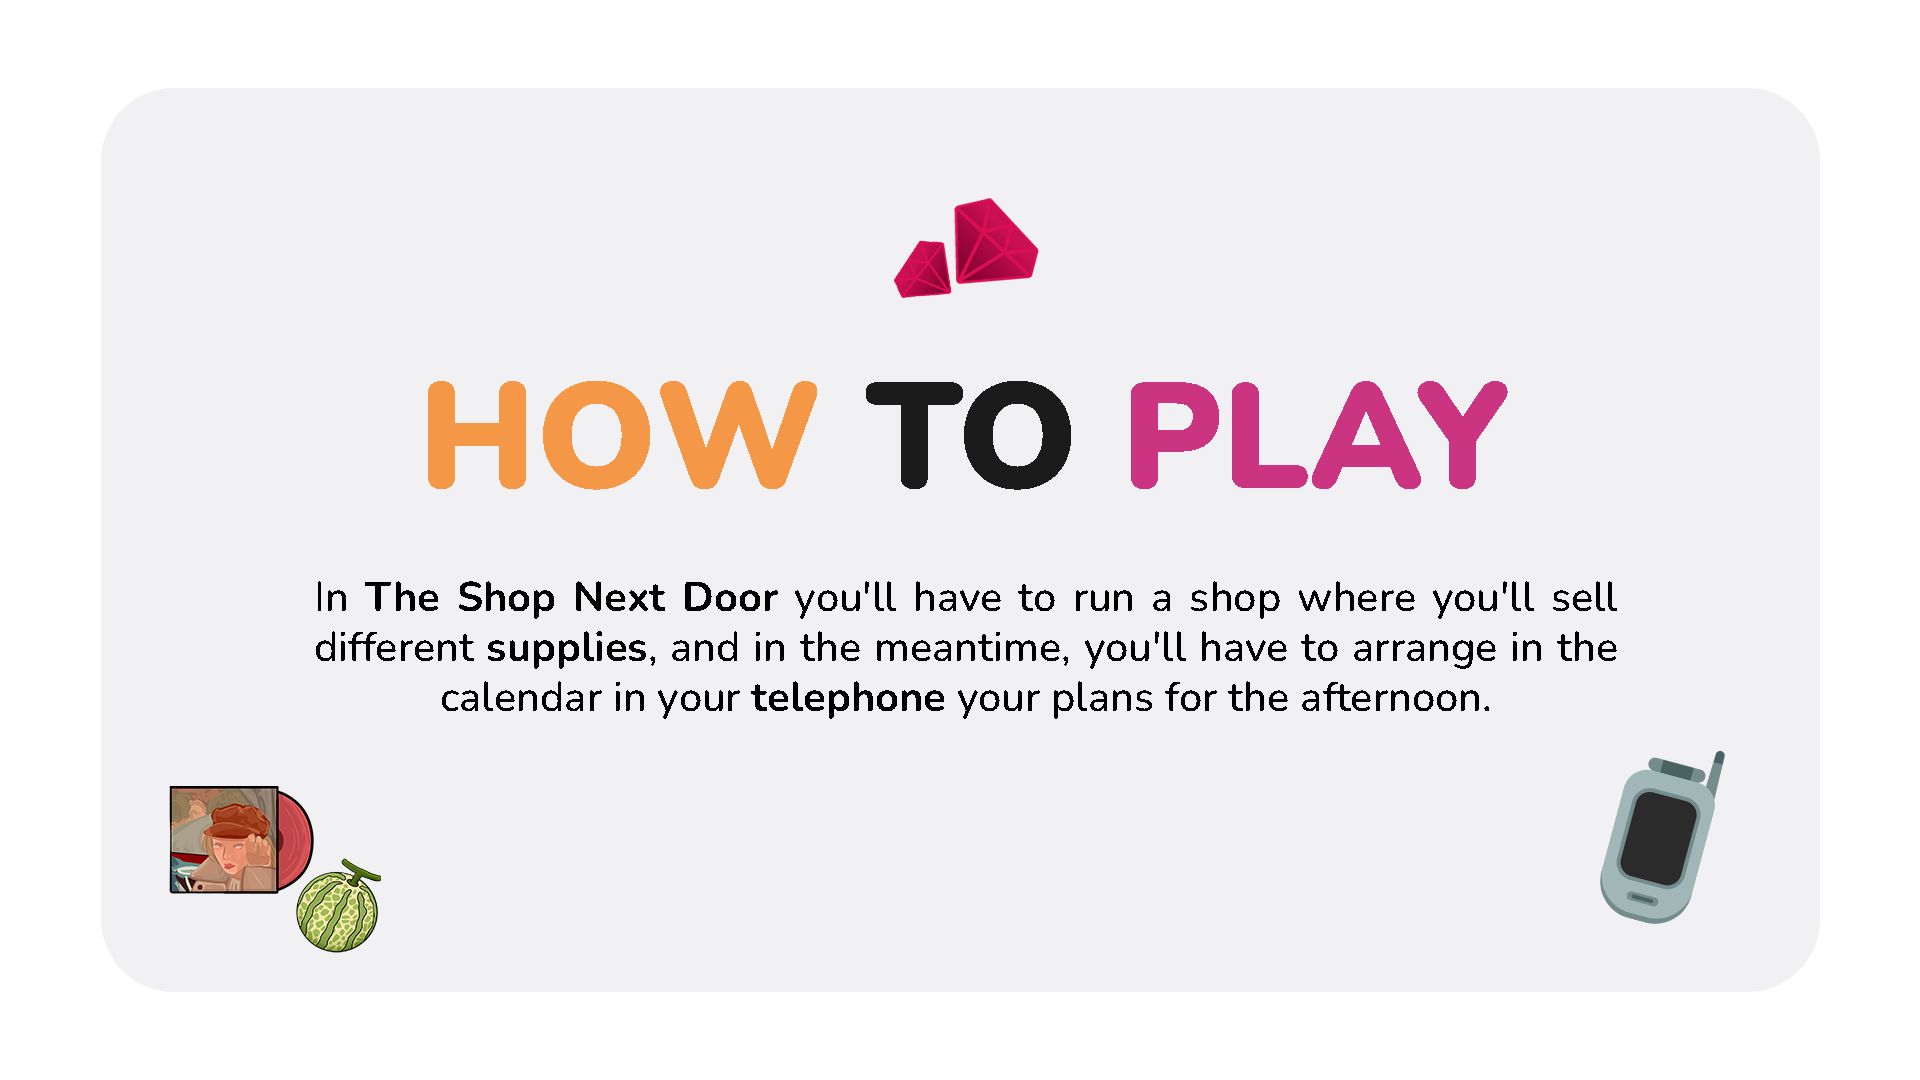 HOW TO PLAY
In The Shop Next Door you'll have to run a shop where you'll sell
different supplies, and in the meantime, you'll have to arrange in the
calendar in your telephone your plans for the afternoon.